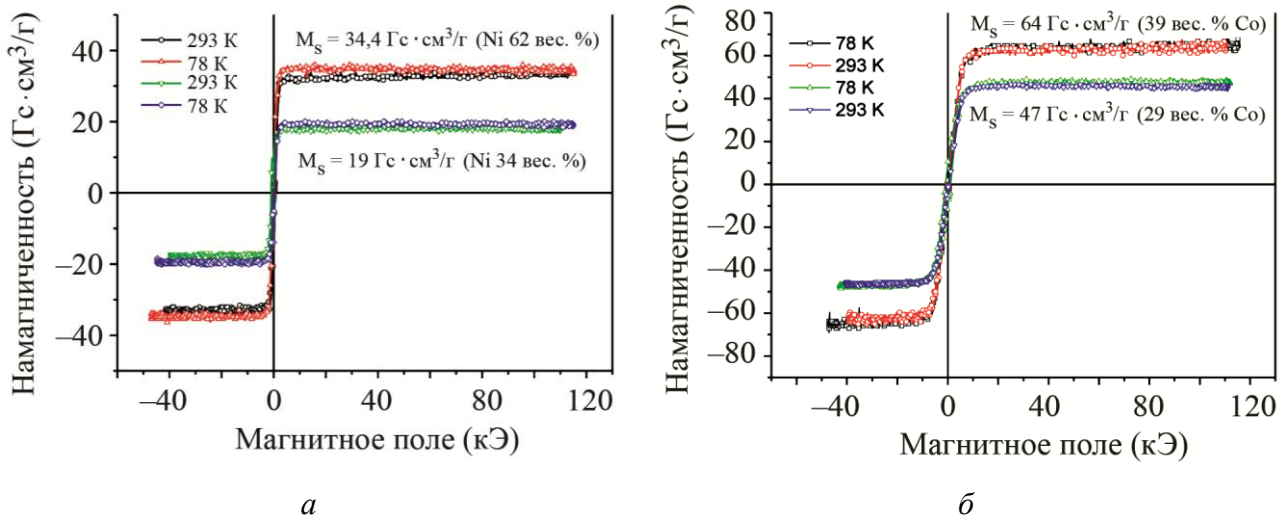 293 К
78 К
293 К
78 К
M_S = 34,4 Гс · см³/г (Ni 62 вес. %)
M_S = 19 Гс · см³/г (Ni 34 вес. %)
Намагниченность (Гс·см³/г)
40
20
0
–20
–40
–40 0 40 80 120
Магнитное поле (кЭ)
а
78 K
293 K
78 K
293 K
M_S = 64 Гс · см³/г (39 вес. % Co)
M_S = 47 Гс · см³/г (29 вес. % Co)
Намагниченность (Гс·см³/г)
80
60
40
20
0
–20
–40
–60
–80
–40 0 40 80 120
Магнитное поле (кЭ)
б